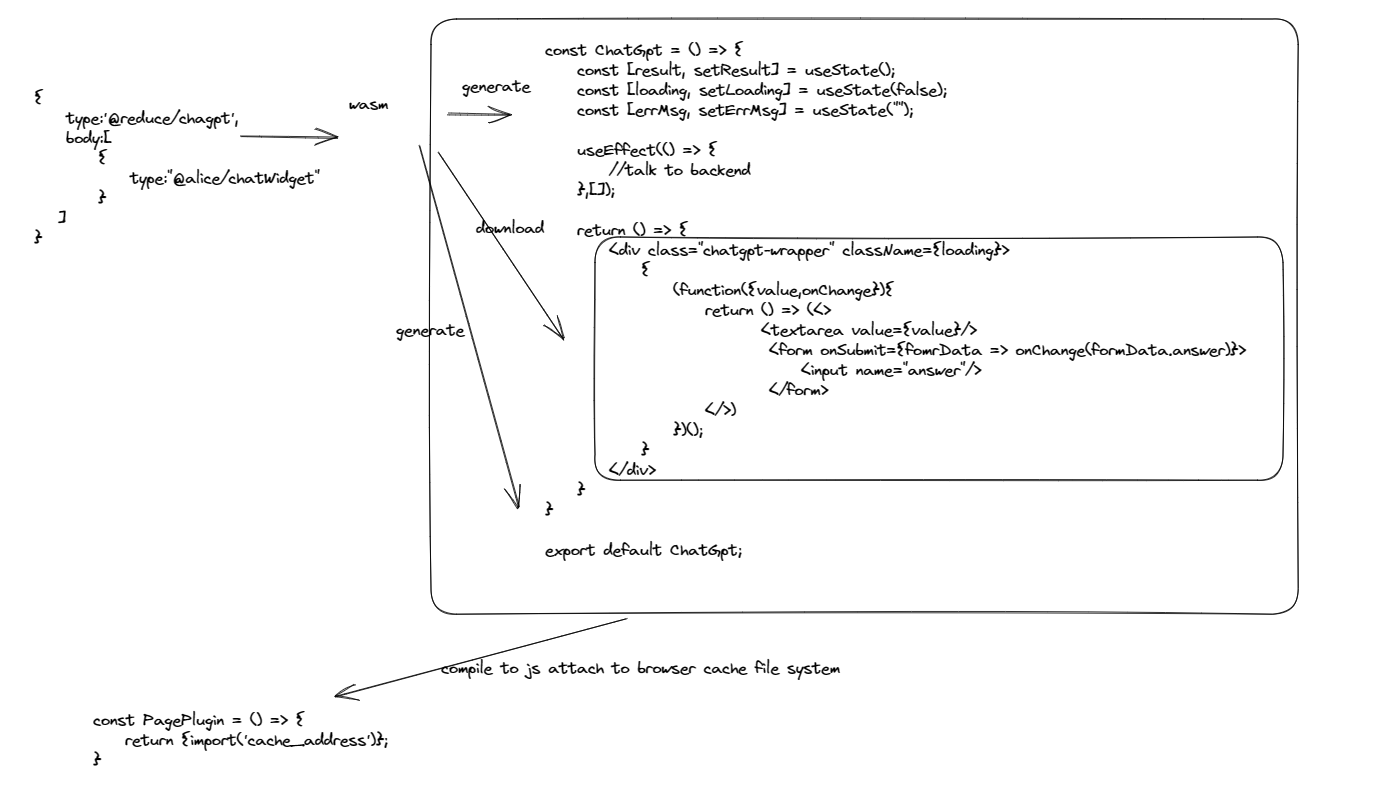 {
type:'@reduce/chagpt',
body:[
{
type:"@alice/chatWidget"
}
]
}
wasm
generate
download
generate
const ChatGpt = () => {
const [result, setResult] = useState();
const [loading, setLoading] = useState(false);
const [errMsg, setErrMsg] = useState("");
useEffect(() => {
//talk to backend
},[]);
return () => {
<div class="chatgpt-wrapper" className={loading}>
{
(function({value,onChange}){
return () => (<>
<textarea value={value}/>
<form onSubmit={fomrData => onChange(formData.answer)}>
<input name="answer"/>
</form>
</>)
})();
}
</div>
}
}
export default ChatGpt;
compile to js attach to browser cache file system
const PagePlugin = () => {
return {import('cache_address')};
}